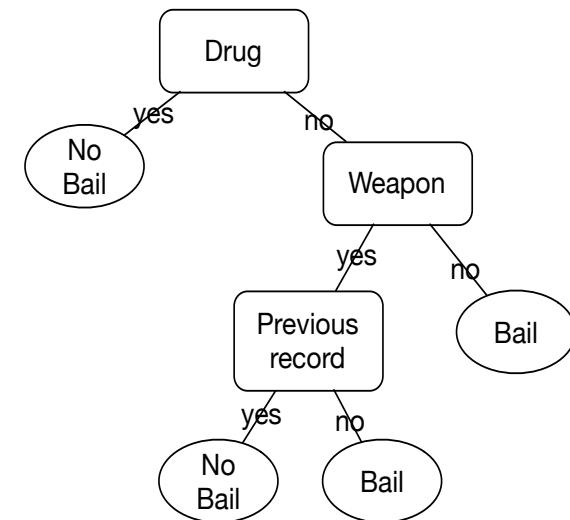 Drug
yes
no
No
Bail
Weapon
yes
no
Previous
record
Bail
yes
no
No
Bail
Bail